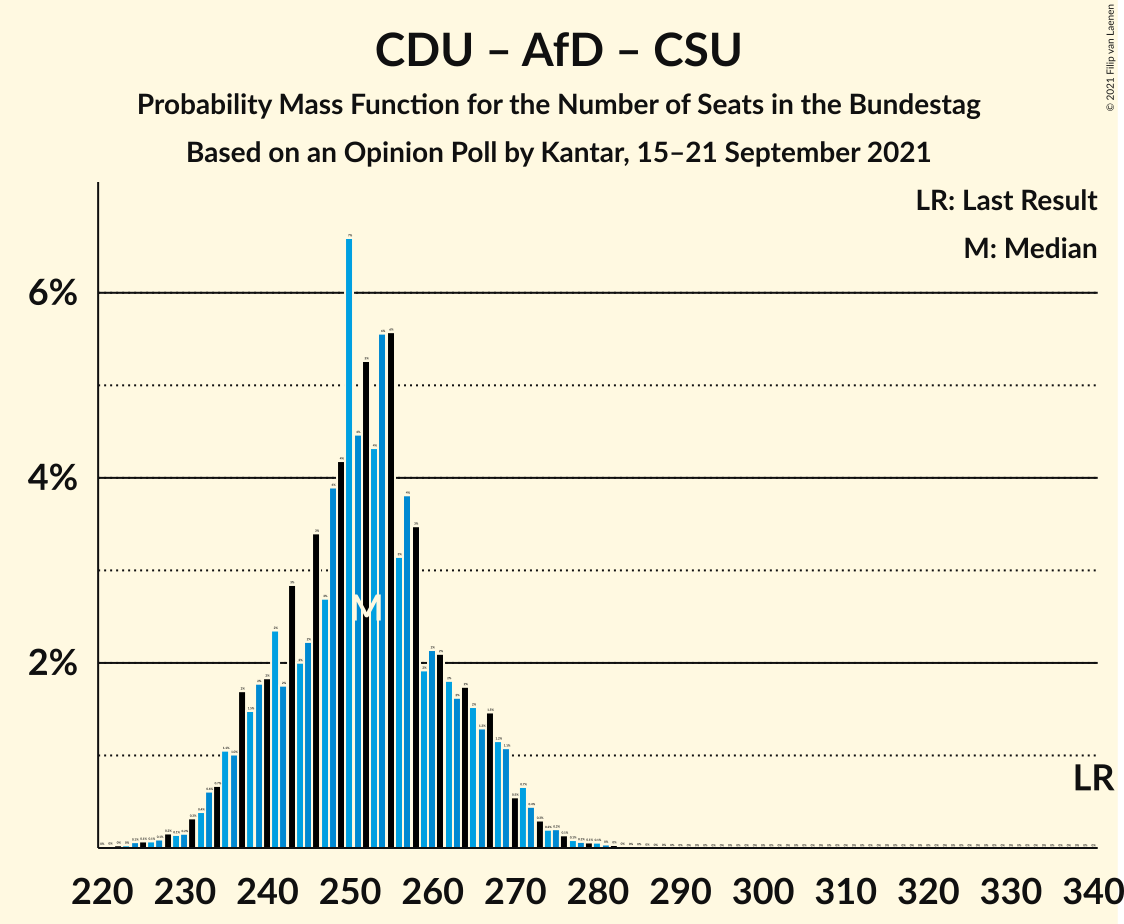 CDU – AfD – CSU
Probability Mass Function for the Number of Seats in the Bundestag
Based on an Opinion Poll by Kantar, 15–21 September 2021
© 2021 Filip van Laenen
LR: Last Result
M: Median
6%
4%
2%
M
LR
220 230 240 250 260 270 280 290 300 310 320 330 340